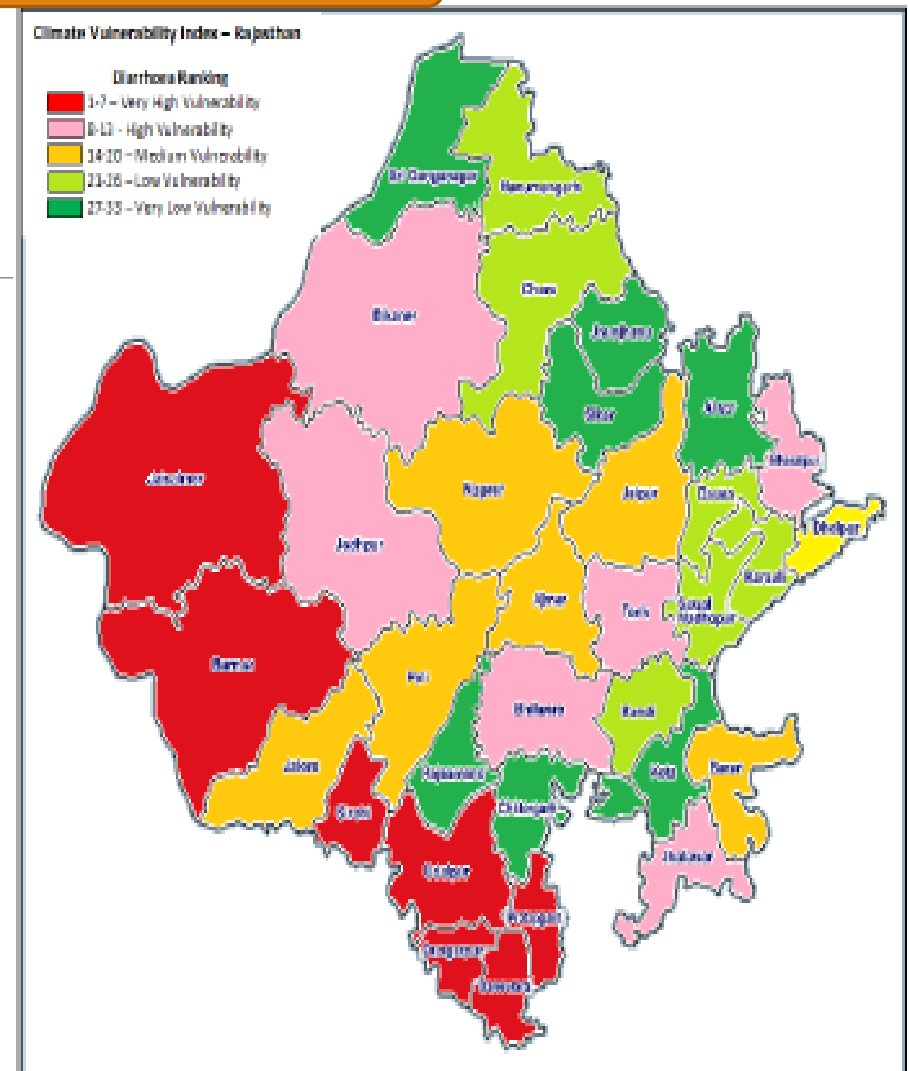 Climate Vulnerability Index – Rajasthan
Diarrhoea Ranking
1-7 – Very High Vulnerability
8-13 - High Vulnerability
14-20 – Medium Vulnerability
21-26 – Low Vulnerability
27-33 – Very Low Vulnerability
Sri Ganganagar
Hanumangarh
Churu
Bikaner
Jhunjhunu
Sikar
Alwar
Bharatpur
Jaisalmer
Nagaur
Jaipur
Dausa
Dholpur
Jodhpur
Karauli
Ajmer
Tonk
Sawai
Madhopur
Barmer
Pali
Bhilwara
Bundi
Jalore
Rajsamand
Kota
Baran
Sirohi
Chittorgarh
Jhalawar
Udaipur
Pratapgarh
Dungarpur
Banswara